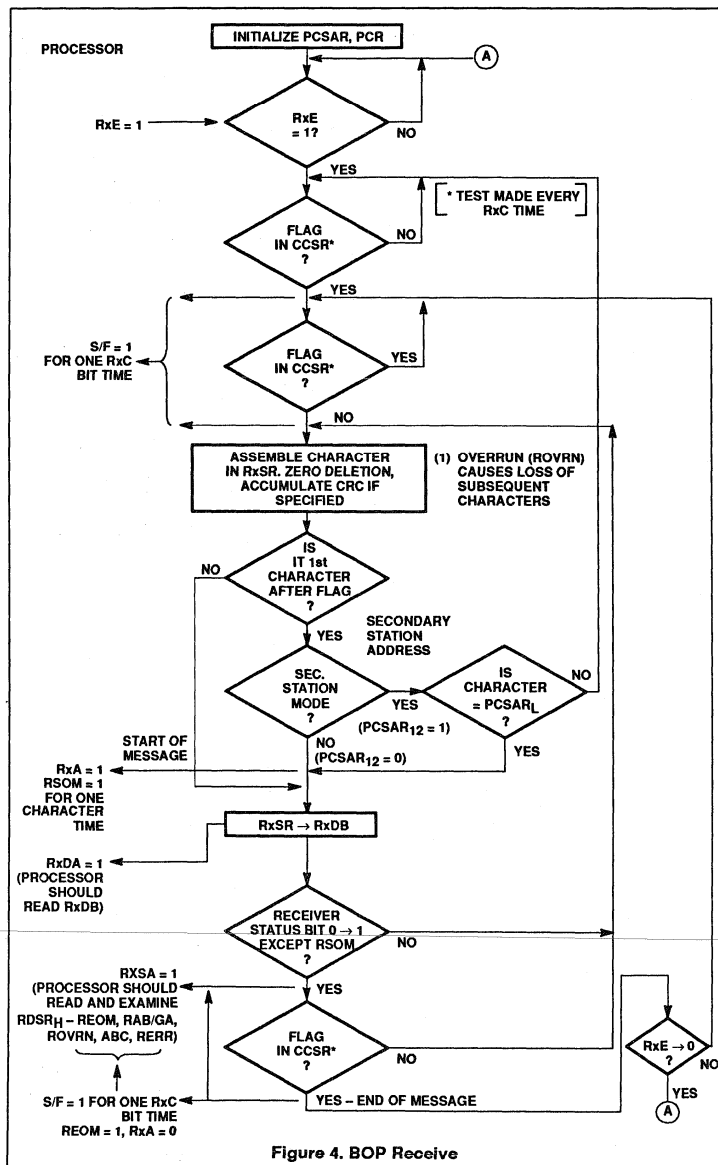 INITIALIZE PCSAR, PCR
PROCESSOR
A
RxE = 1
RxE
= 1?
NO
YES
[* TEST MADE EVERY
RxC TIME]
FLAG
IN CCSR*
?
NO
YES
S/F = 1
FOR ONE RxC
BIT TIME
FLAG
IN CCSR*
?
YES
NO
ASSEMBLE CHARACTER
IN RxSR. ZERO DELETION,
ACCUMULATE CRC IF
SPECIFIED
(1) OVERRUN (ROVRN)
CAUSES LOSS OF
SUBSEQUENT
CHARACTERS
IS
IT 1st
CHARACTER
AFTER FLAG
?
NO
YES
SECONDARY
STATION
ADDRESS
SEC.
STATION
MODE
?
YES
(PCSAR12 = 1)
IS
CHARACTER
= PCSARL
?
NO
YES
NO
(PCSAR12 = 0)
START OF
MESSAGE
RxA = 1
RSOM = 1
FOR ONE
CHARACTER
TIME
RxSR → RxDB
RxDA = 1
(PROCESSOR
SHOULD
READ RxDB)
RECEIVER
STATUS BIT 0 → 1
EXCEPT RSOM
?
NO
YES
RXSA = 1
(PROCESSOR SHOULD
READ AND EXAMINE
RDSRH – REOM, RAB/GA,
ROVRN, ABC, RERR)
FLAG
IN CCSR*
?
NO
RxE → 0
?
NO
YES
A
YES – END OF MESSAGE
S/F = 1 FOR ONE RxC
BIT TIME
REOM = 1, RxA = 0
Figure 4. BOP Receive